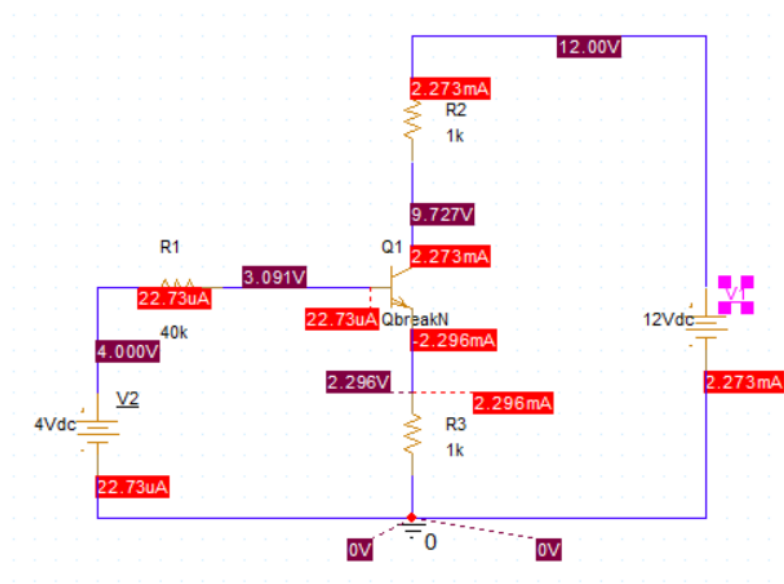 12.00V
2.273mA
R2
1k
9.727V
R1
Q1
3.091V
2.273mA
22.73uA
22.73uA
QbreakN
V1
12Vdc
40k
-2.296mA
4.000V
2.296V
2.273mA
V2
2.296mA
4Vdc
R3
1k
22.73uA
0V
0
0V